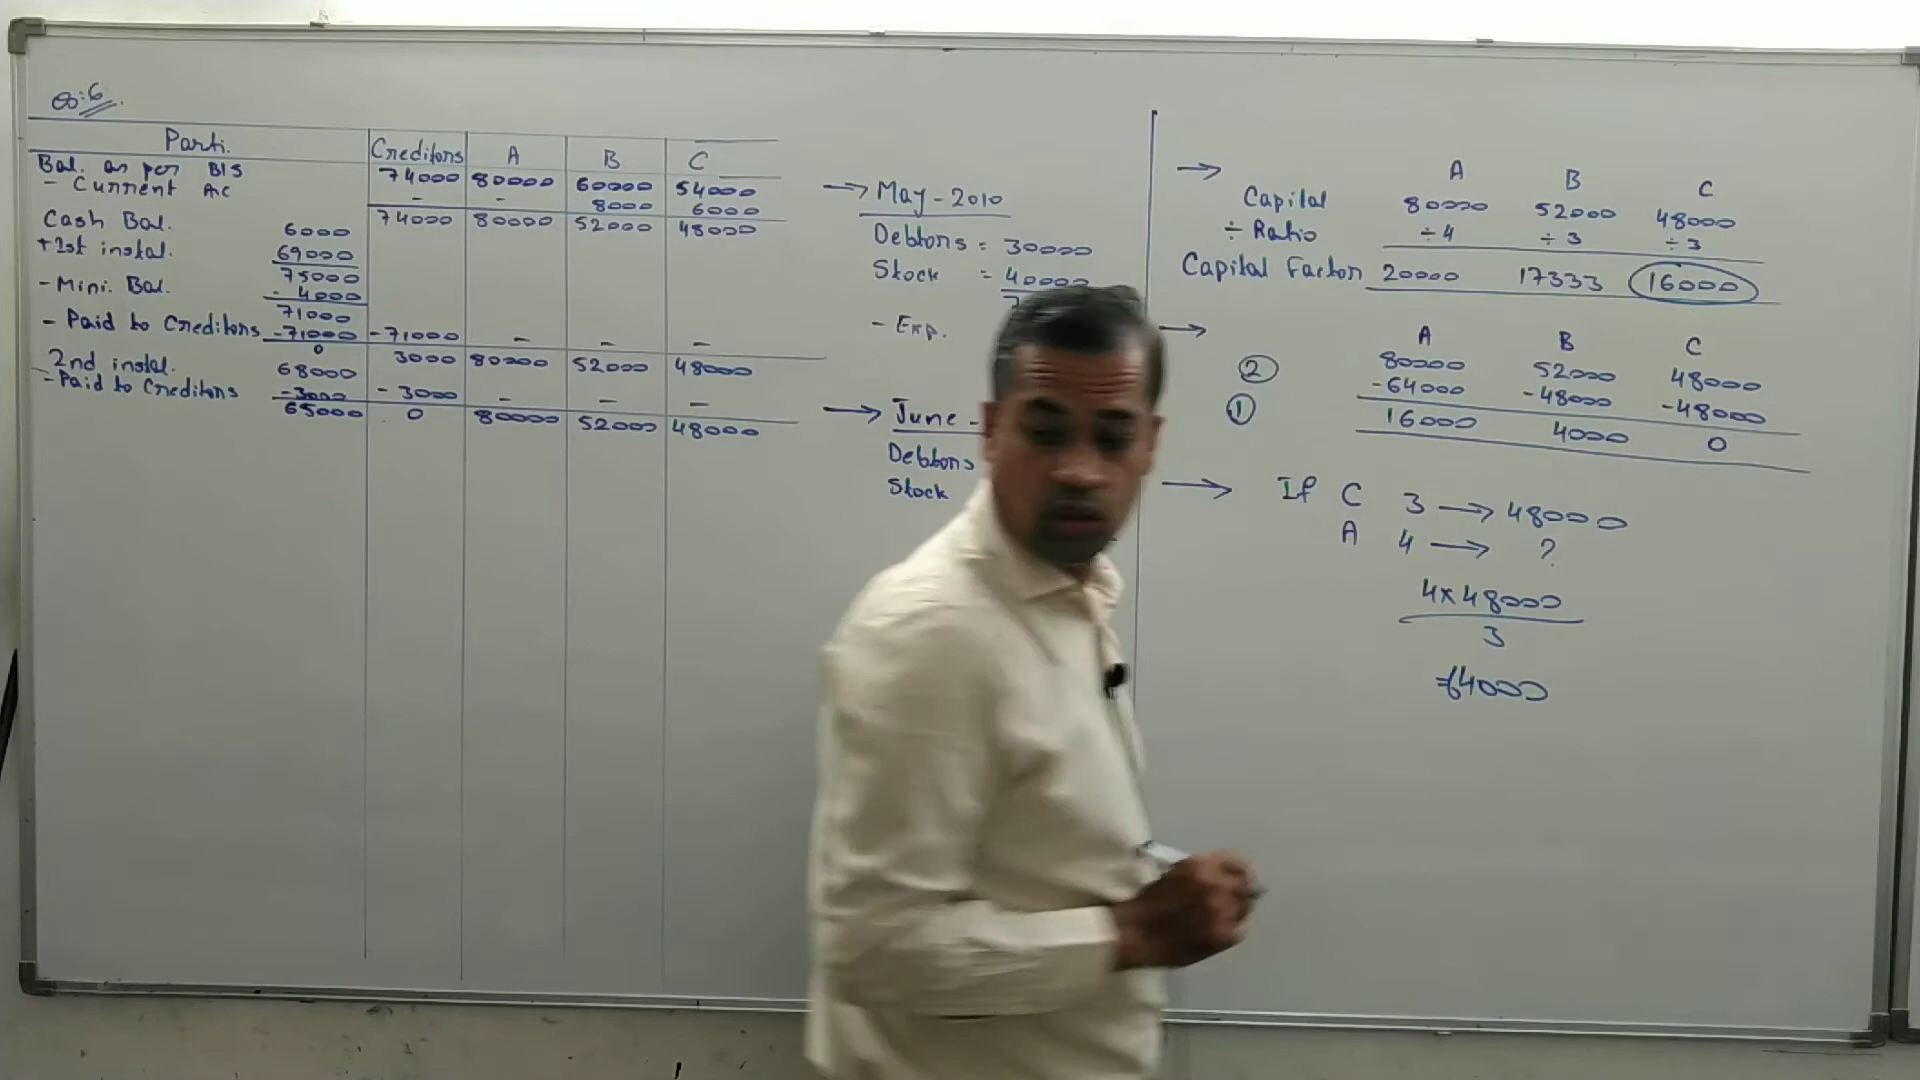 Q:6
Parti. Creditors A B C
Bal. as per B/S 74000 80000 60000 54000
- Current A/C - - 8000 6000
74000 80000 52000 48000
Cash Bal. 6000
+ 1st instal. 69000
75000
- Mini. Bal. - 4000
71000
- Paid to Creditors -71000 -71000 - - -
0 3000 80000 52000 48000
2nd instal. 68000
- Paid to Creditors -3000 -3000 - - -
65000 0 80000 52000 48000
→ May - 2010
Debtors = 30000
Stock = 40000
7
- Exp.
→ June -
Debtors
Stock
→ A B C
Capital 80000 52000 48000
÷ Ratio ÷4 ÷3 ÷3
Capital Factor 20000 17333 16000
→ A B C
② 80000 52000 48000
① -64000 -48000 -48000
16000 4000 0
→ If C 3 → 48000
A 4 → ?
4×48000
3
=64000